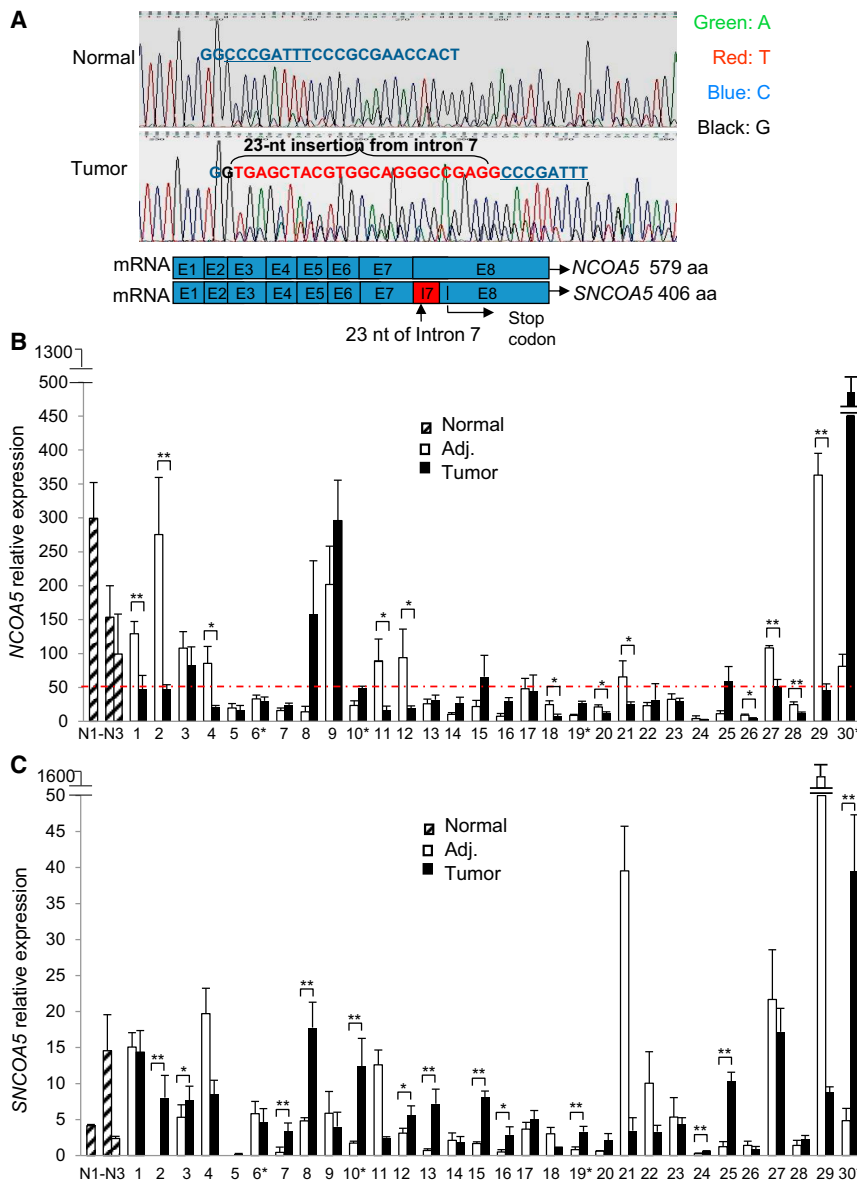 A
Normal
GGCCCGATTTCCCGCGAACCACT
Green: A
Red: T
Blue: C
Black: G
Tumor
23-nt insertion from intron 7
GGTGAGCTACGTGGCAGGGCCGAGGCCCGATTT
mRNA E1 E2 E3 E4 E5 E6 E7 E8 NCOA5 579 aa
mRNA E1 E2 E3 E4 E5 E6 E7 I7 E8 SNCOA5 406 aa
23 nt of Intron 7
Stop
codon
B
NCOA5 relative expression
1300
500
450
400
350
300
250
200
150
100
50
0
Normal
Adj.
Tumor
** ** * * * * * * ** * ** **
N1-N3 1 2 3 4 5 6* 7 8 9 10* 11 12 13 14 15 16 17 18 19* 20 21 22 23 24 25 26 27 28 29 30*
C
SNCOA5 relative expression
1600
50
45
40
35
30
25
20
15
10
5
0
Normal
Adj.
Tumor
** * ** ** ** * ** ** * ** ** ** **
N1-N3 1 2 3 4 5 6* 7 8 9 10* 11 12 13 14 15 16 17 18 19* 20 21 22 23 24 25 26 27 28 29 30*